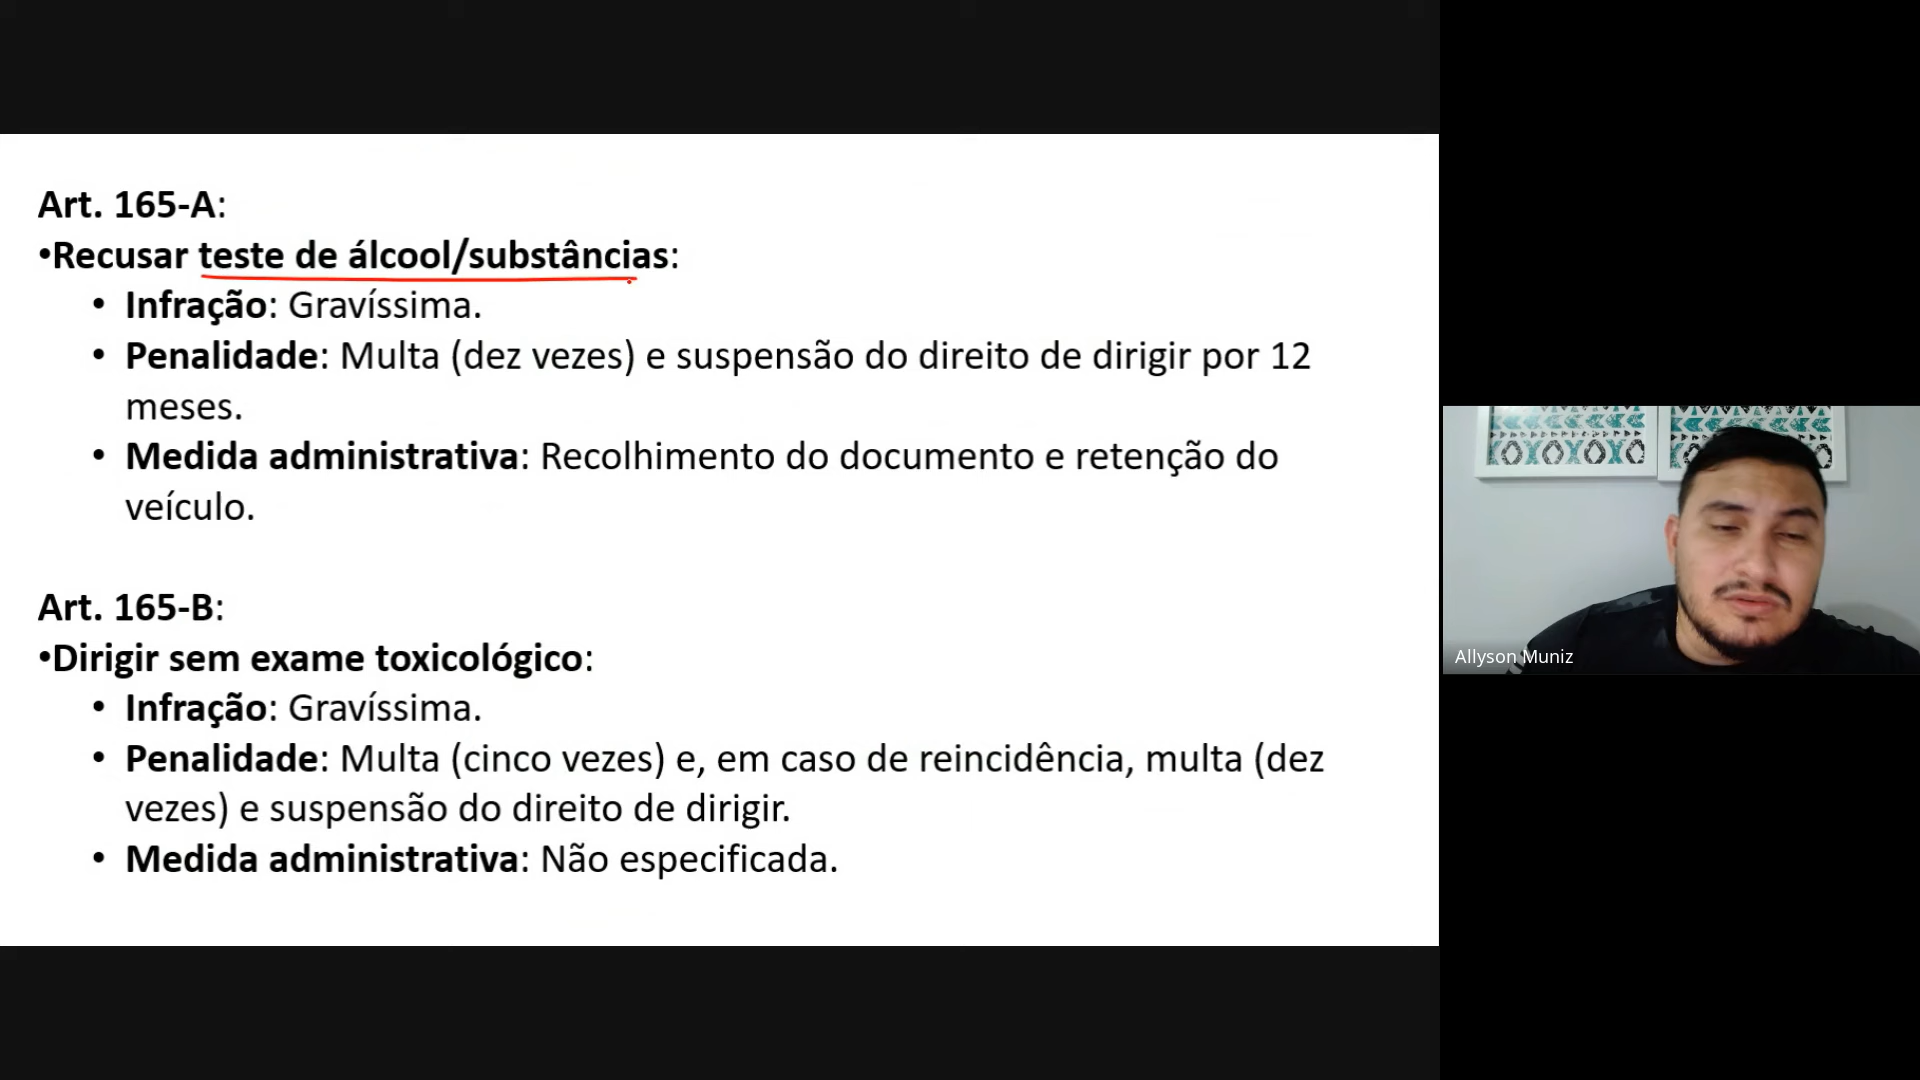 Art. 165-A:
•Recusar teste de álcool/substâncias:
• Infração: Gravíssima.
• Penalidade: Multa (dez vezes) e suspensão do direito de dirigir por 12
meses.
• Medida administrativa: Recolhimento do documento e retenção do
veículo.
Art. 165-B:
•Dirigir sem exame toxicológico:
• Infração: Gravíssima.
• Penalidade: Multa (cinco vezes) e, em caso de reincidência, multa (dez
vezes) e suspensão do direito de dirigir.
• Medida administrativa: Não especificada.
Allyson Muniz